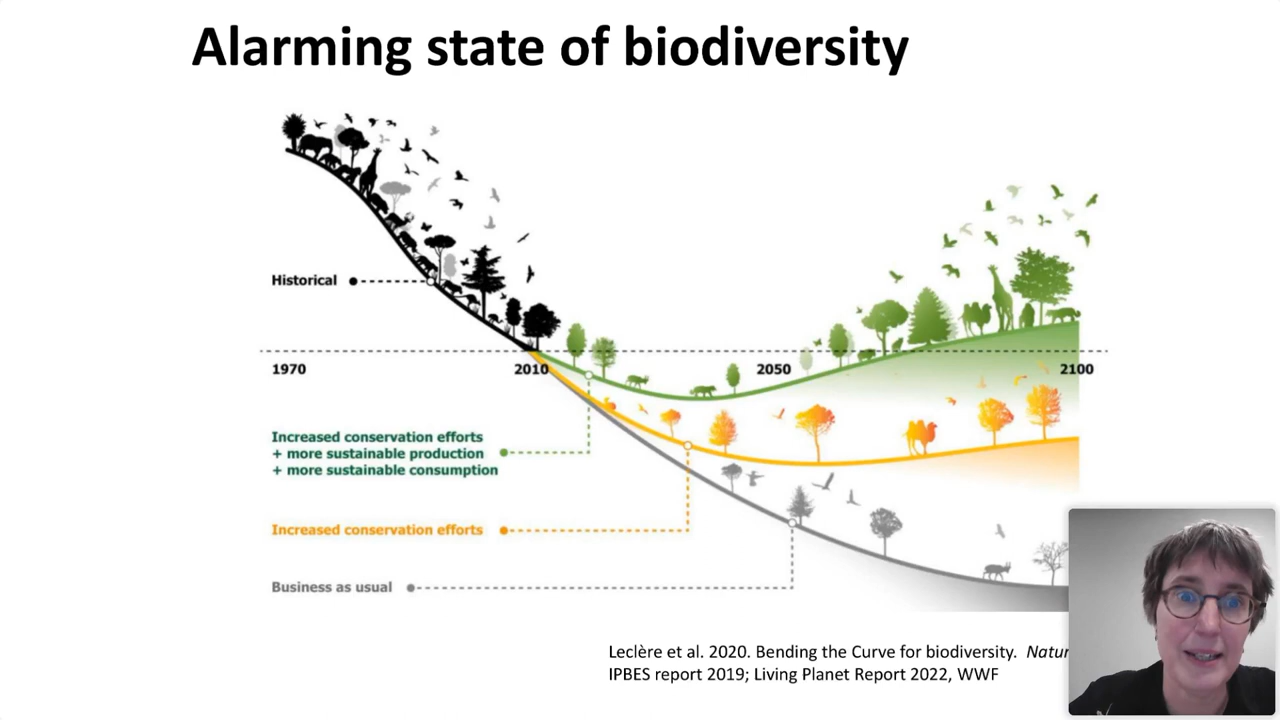 Alarming state of biodiversity
Historical
1970
2010
2050
2100
Increased conservation efforts
+ more sustainable production
+ more sustainable consumption
Increased conservation efforts
Business as usual
Leclère et al. 2020. Bending the Curve for biodiversity.
IPBES report 2019; Living Planet Report 2022, WWF